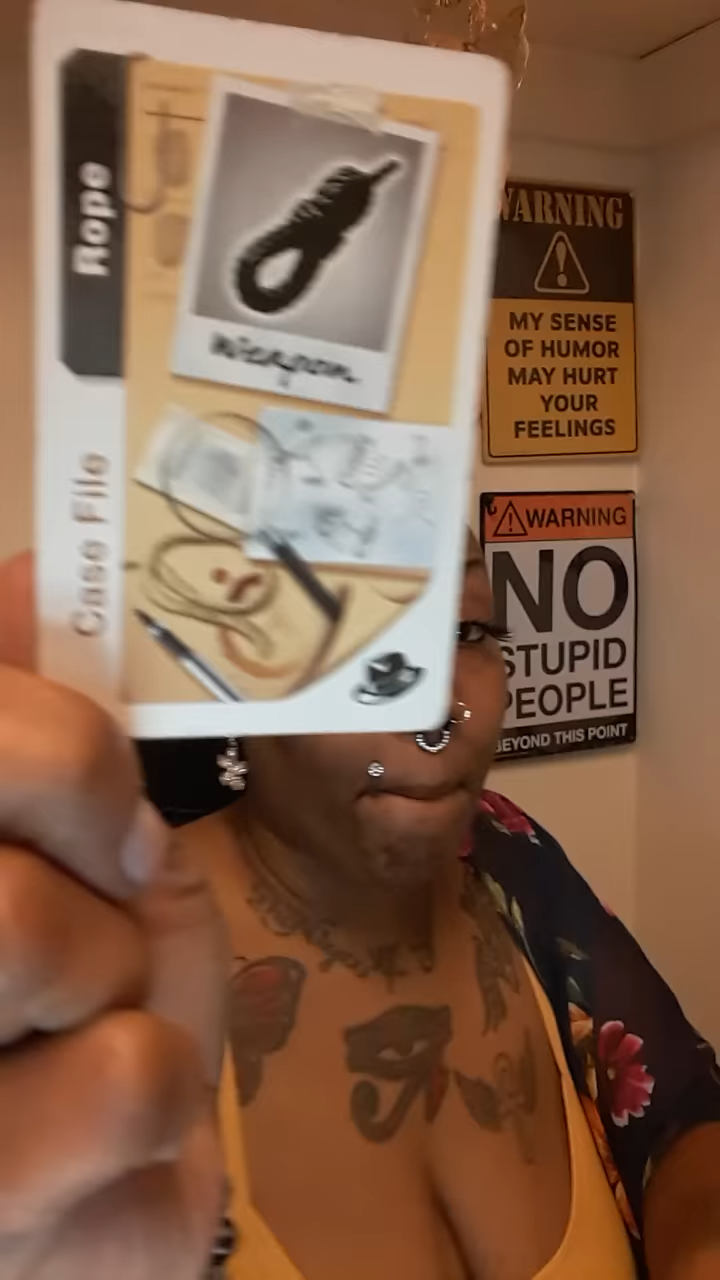 Rope
Weapon
Case File
WARNING
MY SENSE
OF HUMOR
MAY HURT
YOUR
FEELINGS
WARNING
NO
STUPID
PEOPLE
BEYOND THIS POINT